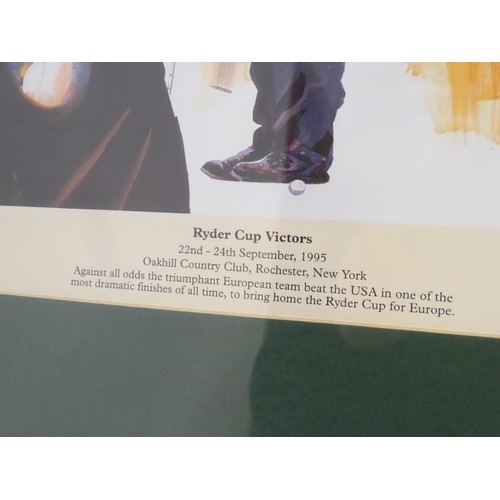 Ryder Cup Victors
22nd - 24th September, 1995
Oakhill Country Club, Rochester, New York
Against all odds the triumphant European team beat the USA in one of the
most dramatic finishes of all time, to bring home the Ryder Cup for Europe.